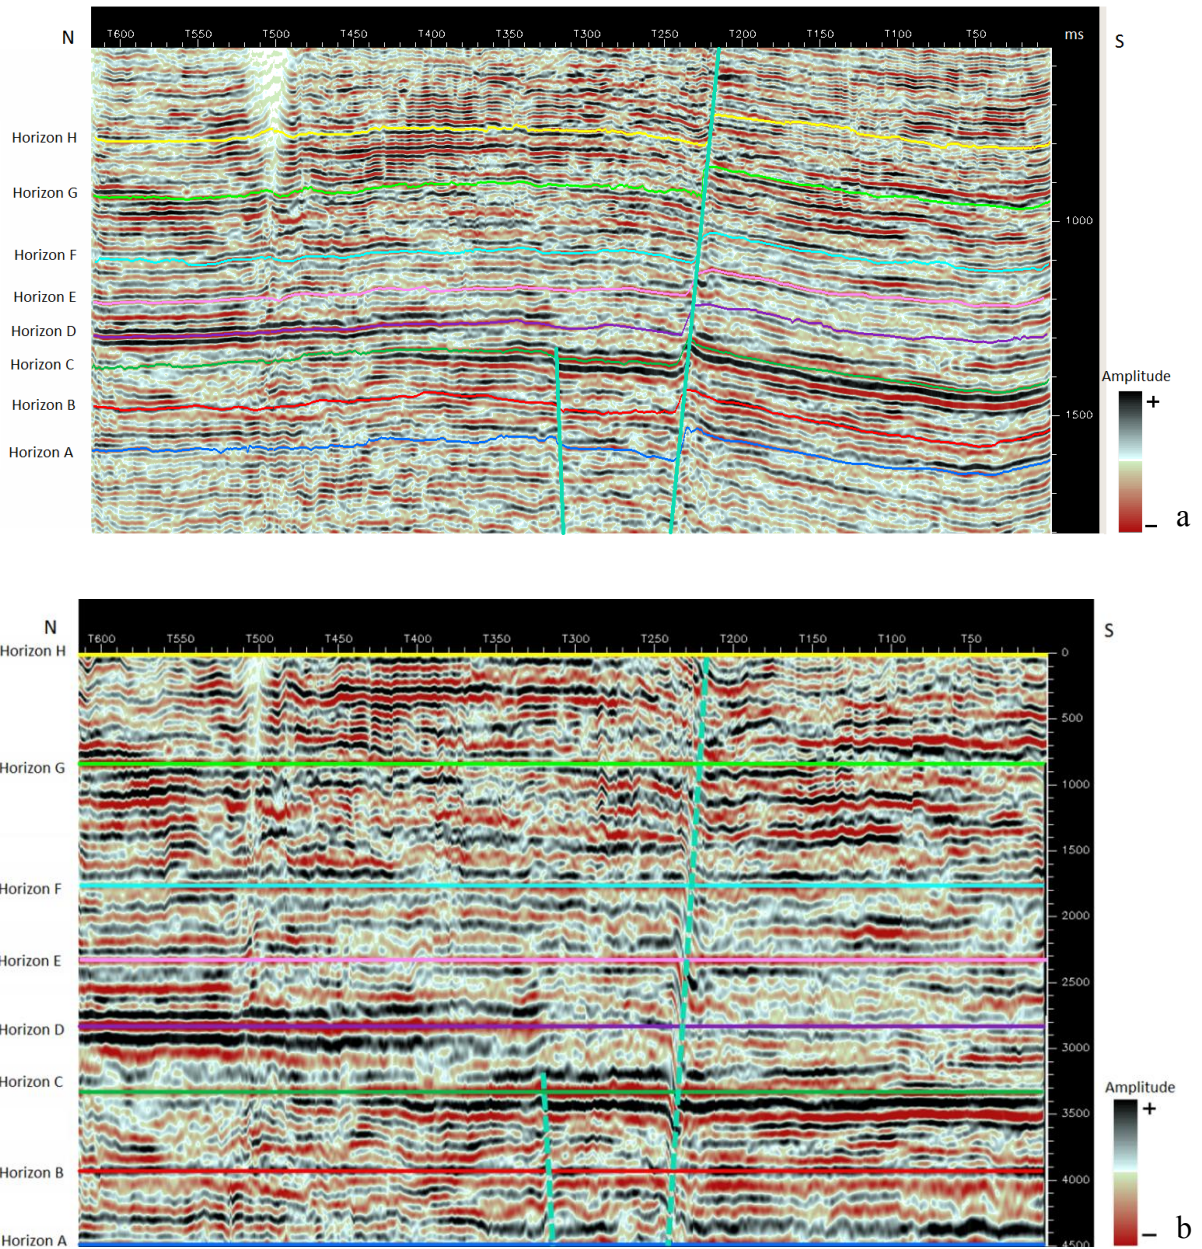 N T600 T550 T500 T450 T400 T350 T300 T250 T200 T150 T100 T50 ms S
Horizon H
Horizon G
1000
Horizon F
Horizon E
Horizon D
Horizon C
Amplitude
Horizon B
+
1500
Horizon A
− a
N T600 T550 T500 T450 T400 T350 T300 T250 T200 T150 T100 T50 S
Horizon H 0
500
Horizon G
1000
1500
Horizon F
2000
Horizon E
2500
Horizon D
3000
Horizon C
Amplitude
+
3500
Horizon B
4000
− b
Horizon A 4500